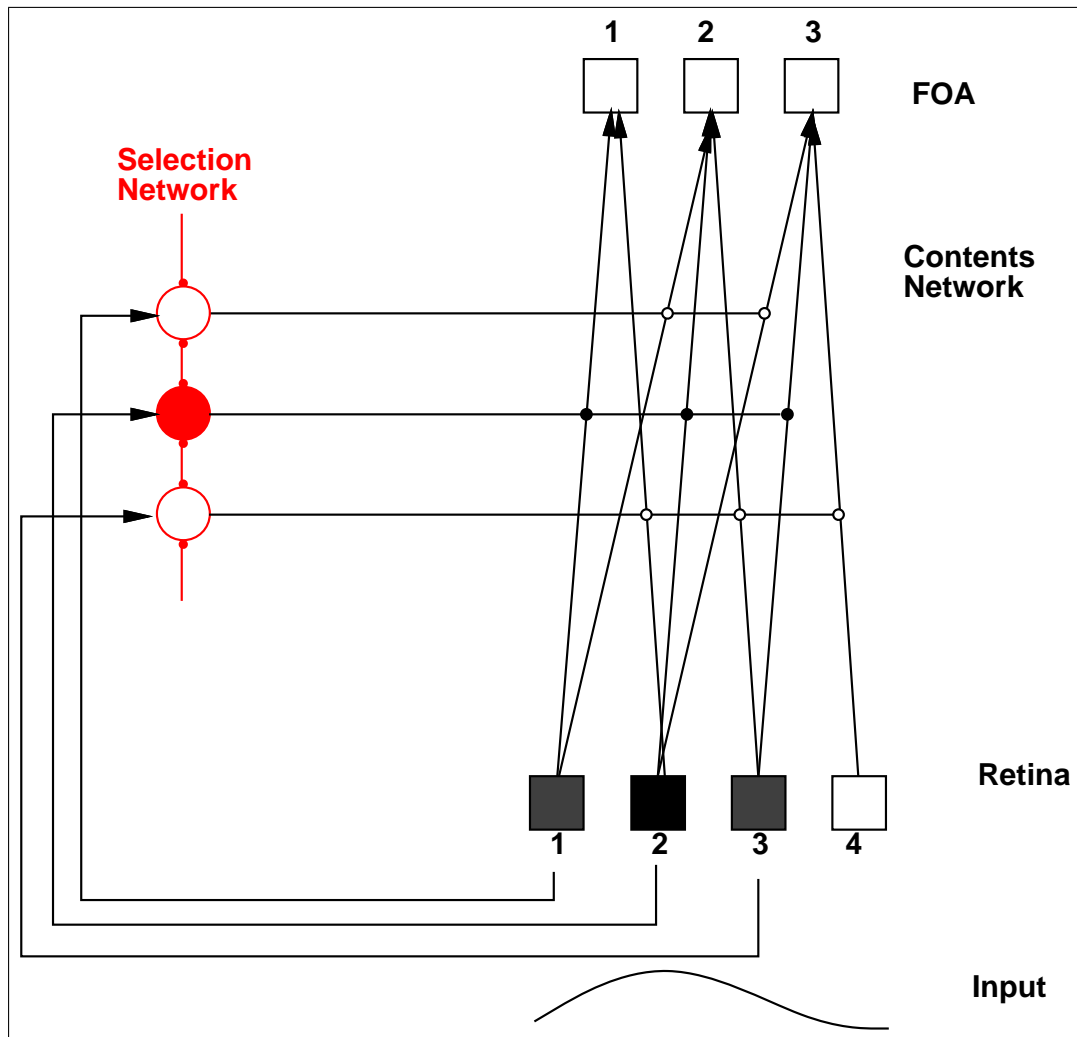 1 2 3
FOA
Selection
Network
Contents
Network
Retina
1 2 3 4
Input